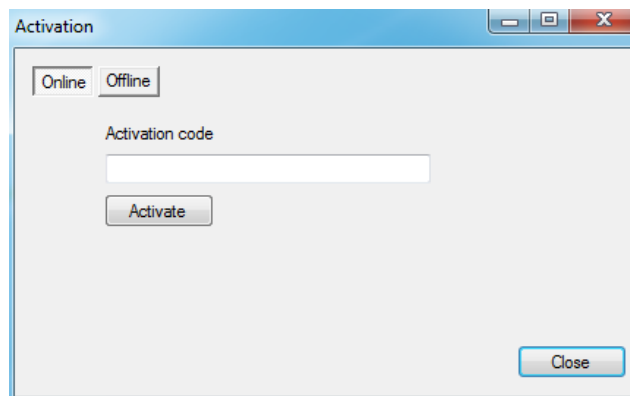 Activation
Online Offline
Activation code
Activate
Close